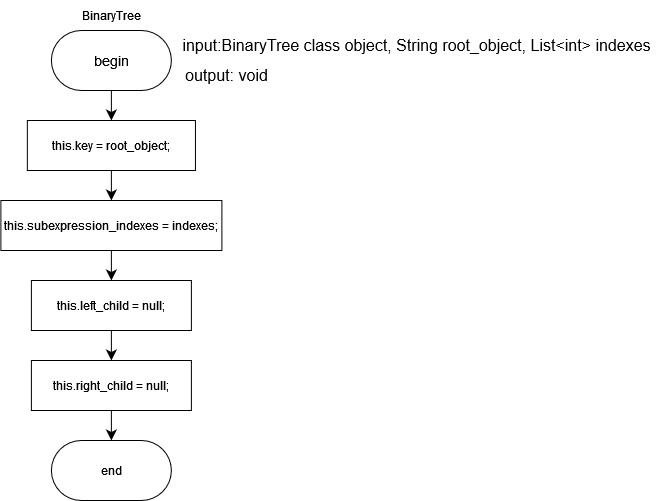 BinaryTree
begin
input:BinaryTree class object, String root_object, List<int> indexes
output: void
this.key = root_object;
this.subexpression_indexes = indexes;
this.left_child = null;
this.right_child = null;
end